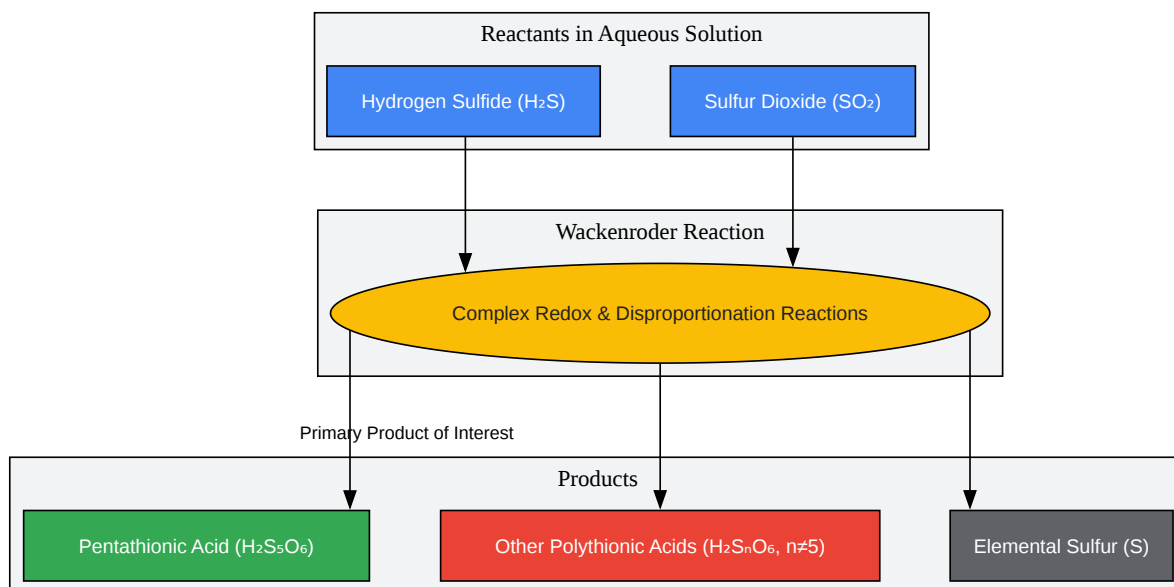 Reactants in Aqueous Solution
Hydrogen Sulfide (H₂S)
Sulfur Dioxide (SO₂)
Wackenroder Reaction
Complex Redox & Disproportionation Reactions
Primary Product of Interest
Products
Pentathionic Acid (H₂S₅O₆)
Other Polythionic Acids (H₂SₙO₆, n≠5)
Elemental Sulfur (S)